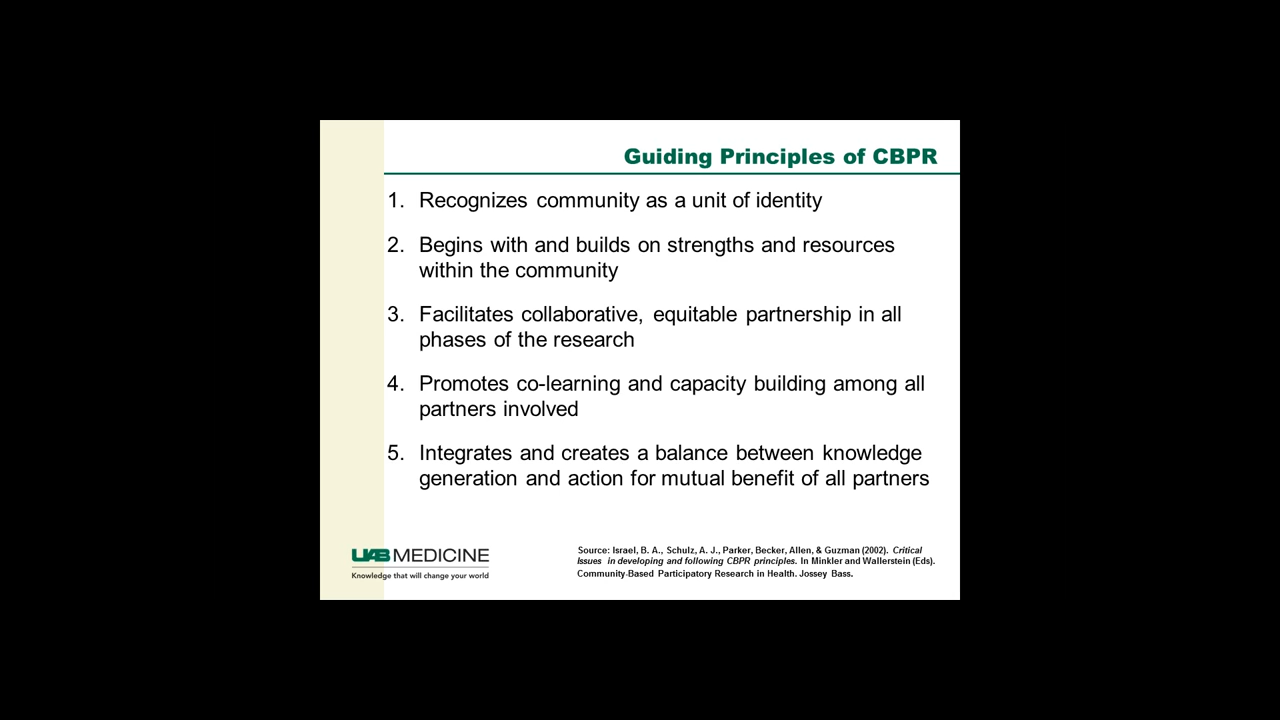 Guiding Principles of CBPR
1. Recognizes community as a unit of identity
2. Begins with and builds on strengths and resources
within the community
3. Facilitates collaborative, equitable partnership in all
phases of the research
4. Promotes co-learning and capacity building among all
partners involved
5. Integrates and creates a balance between knowledge
generation and action for mutual benefit of all partners
UAB MEDICINE
Knowledge that will change your world
Source: Israel, B. A., Schulz, A. J., Parker, Becker, Allen, & Guzman (2002). Critical
Issues in developing and following CBPR principles. In Minkler and Wallerstein (Eds).
Community-Based Participatory Research in Health. Jossey Bass.